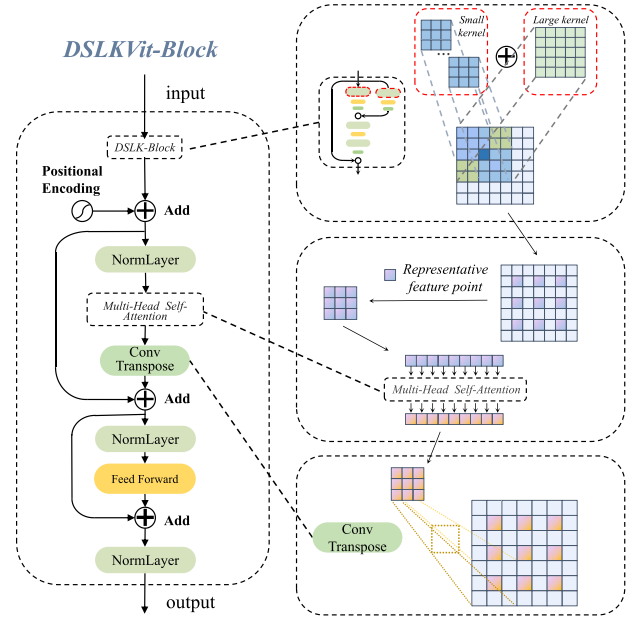 DSLKVit-Block
input
DSLK-Block
Positional
Encoding
Add
NormLayer
Multi-Head Self-
Attention
Conv
Transpose
Add
NormLayer
Feed Forward
Add
NormLayer
output
Small
kernel
...
Large kernel
Representative
feature point
Multi-Head Self-Attention
Conv
Transpose